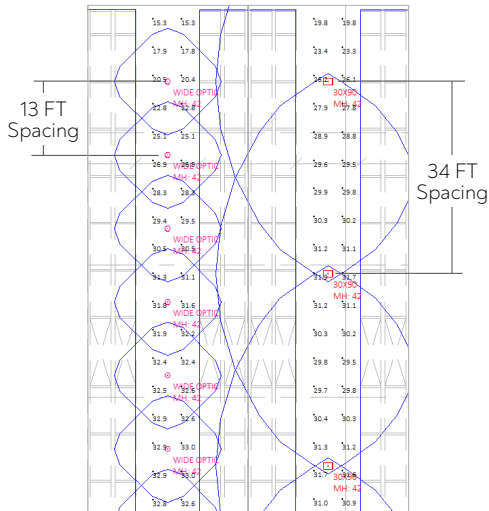 15.3 15.3 19.8 19.8
17.9 17.8 23.4 23.3
20.5 20.4 26.1
WIDE OPTIC 30X90
MH: 42 MH: 42
13 FT
Spacing
22.8 22.8 27.9 27.8
25.1 25.1 28.9 28.8
26.9 29.6 29.5
WIDE OPTIC
MH: 42
34 FT
Spacing
28.3 28.3 29.9 29.8
29.4 29.5 30.3 30.2
WIDE OPTIC
MH: 42
30.5 30.5 31.2 31.1
31.3 31.1 31.7
30X90
MH: 42
31.8 31.6 31.2 31.1
WIDE OPTIC
MH: 42
31.9 32.2 30.3 30.2
32.4 32.4 29.8 29.5
WIDE OPTIC
MH: 42
32.5 32.6 29.7 29.8
32.9 32.6 30.4 30.3
32.9 33.0 31.3 31.2
WIDE OPTIC
MH: 42
32.9 33.0 31.7 31.6
30X90
MH: 42
32.8 32.6 31.0 30.9